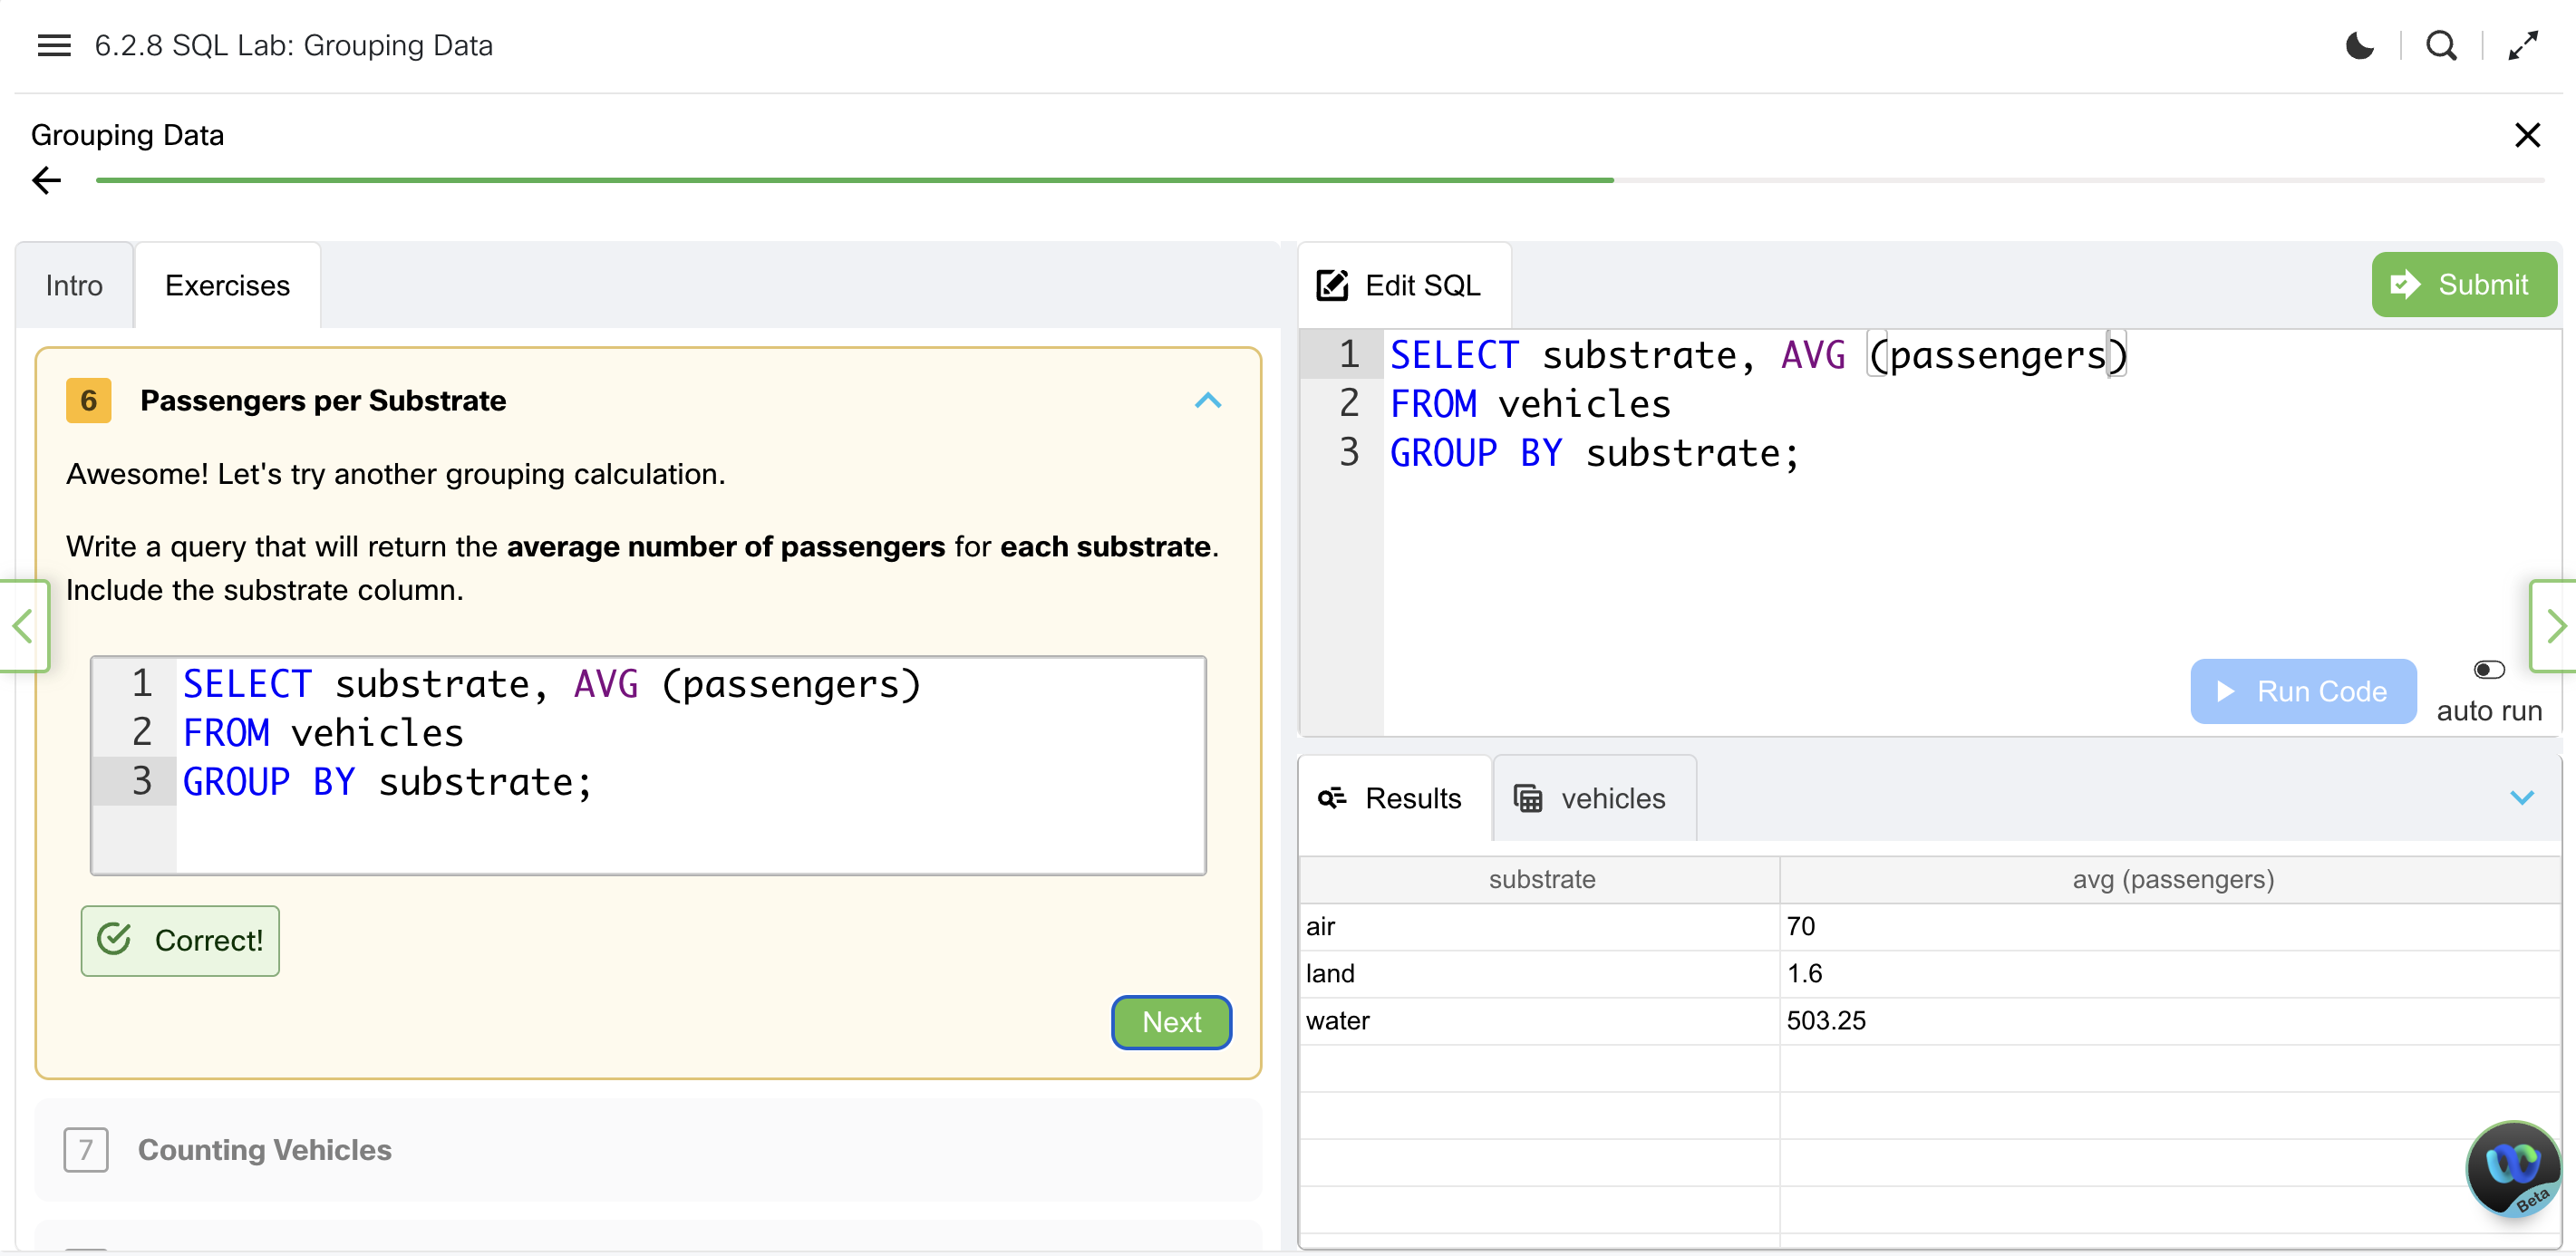 6.2.8 SQL Lab: Grouping Data
Grouping Data
Intro
Exercises
6
Passengers per Substrate
Awesome! Let's try another grouping calculation.
Write a query that will return the average number of passengers for each substrate.
Include the substrate column.
1 SELECT substrate, AVG (passengers)
2 FROM vehicles
3 GROUP BY substrate;
Correct!
Next
7
Counting Vehicles
Edit SQL
Submit
1 SELECT substrate, AVG (passengers)
2 FROM vehicles
3 GROUP BY substrate;
Run Code
auto run
Results
vehicles
substrate avg (passengers)
air 70
land 1.6
water 503.25
Beta